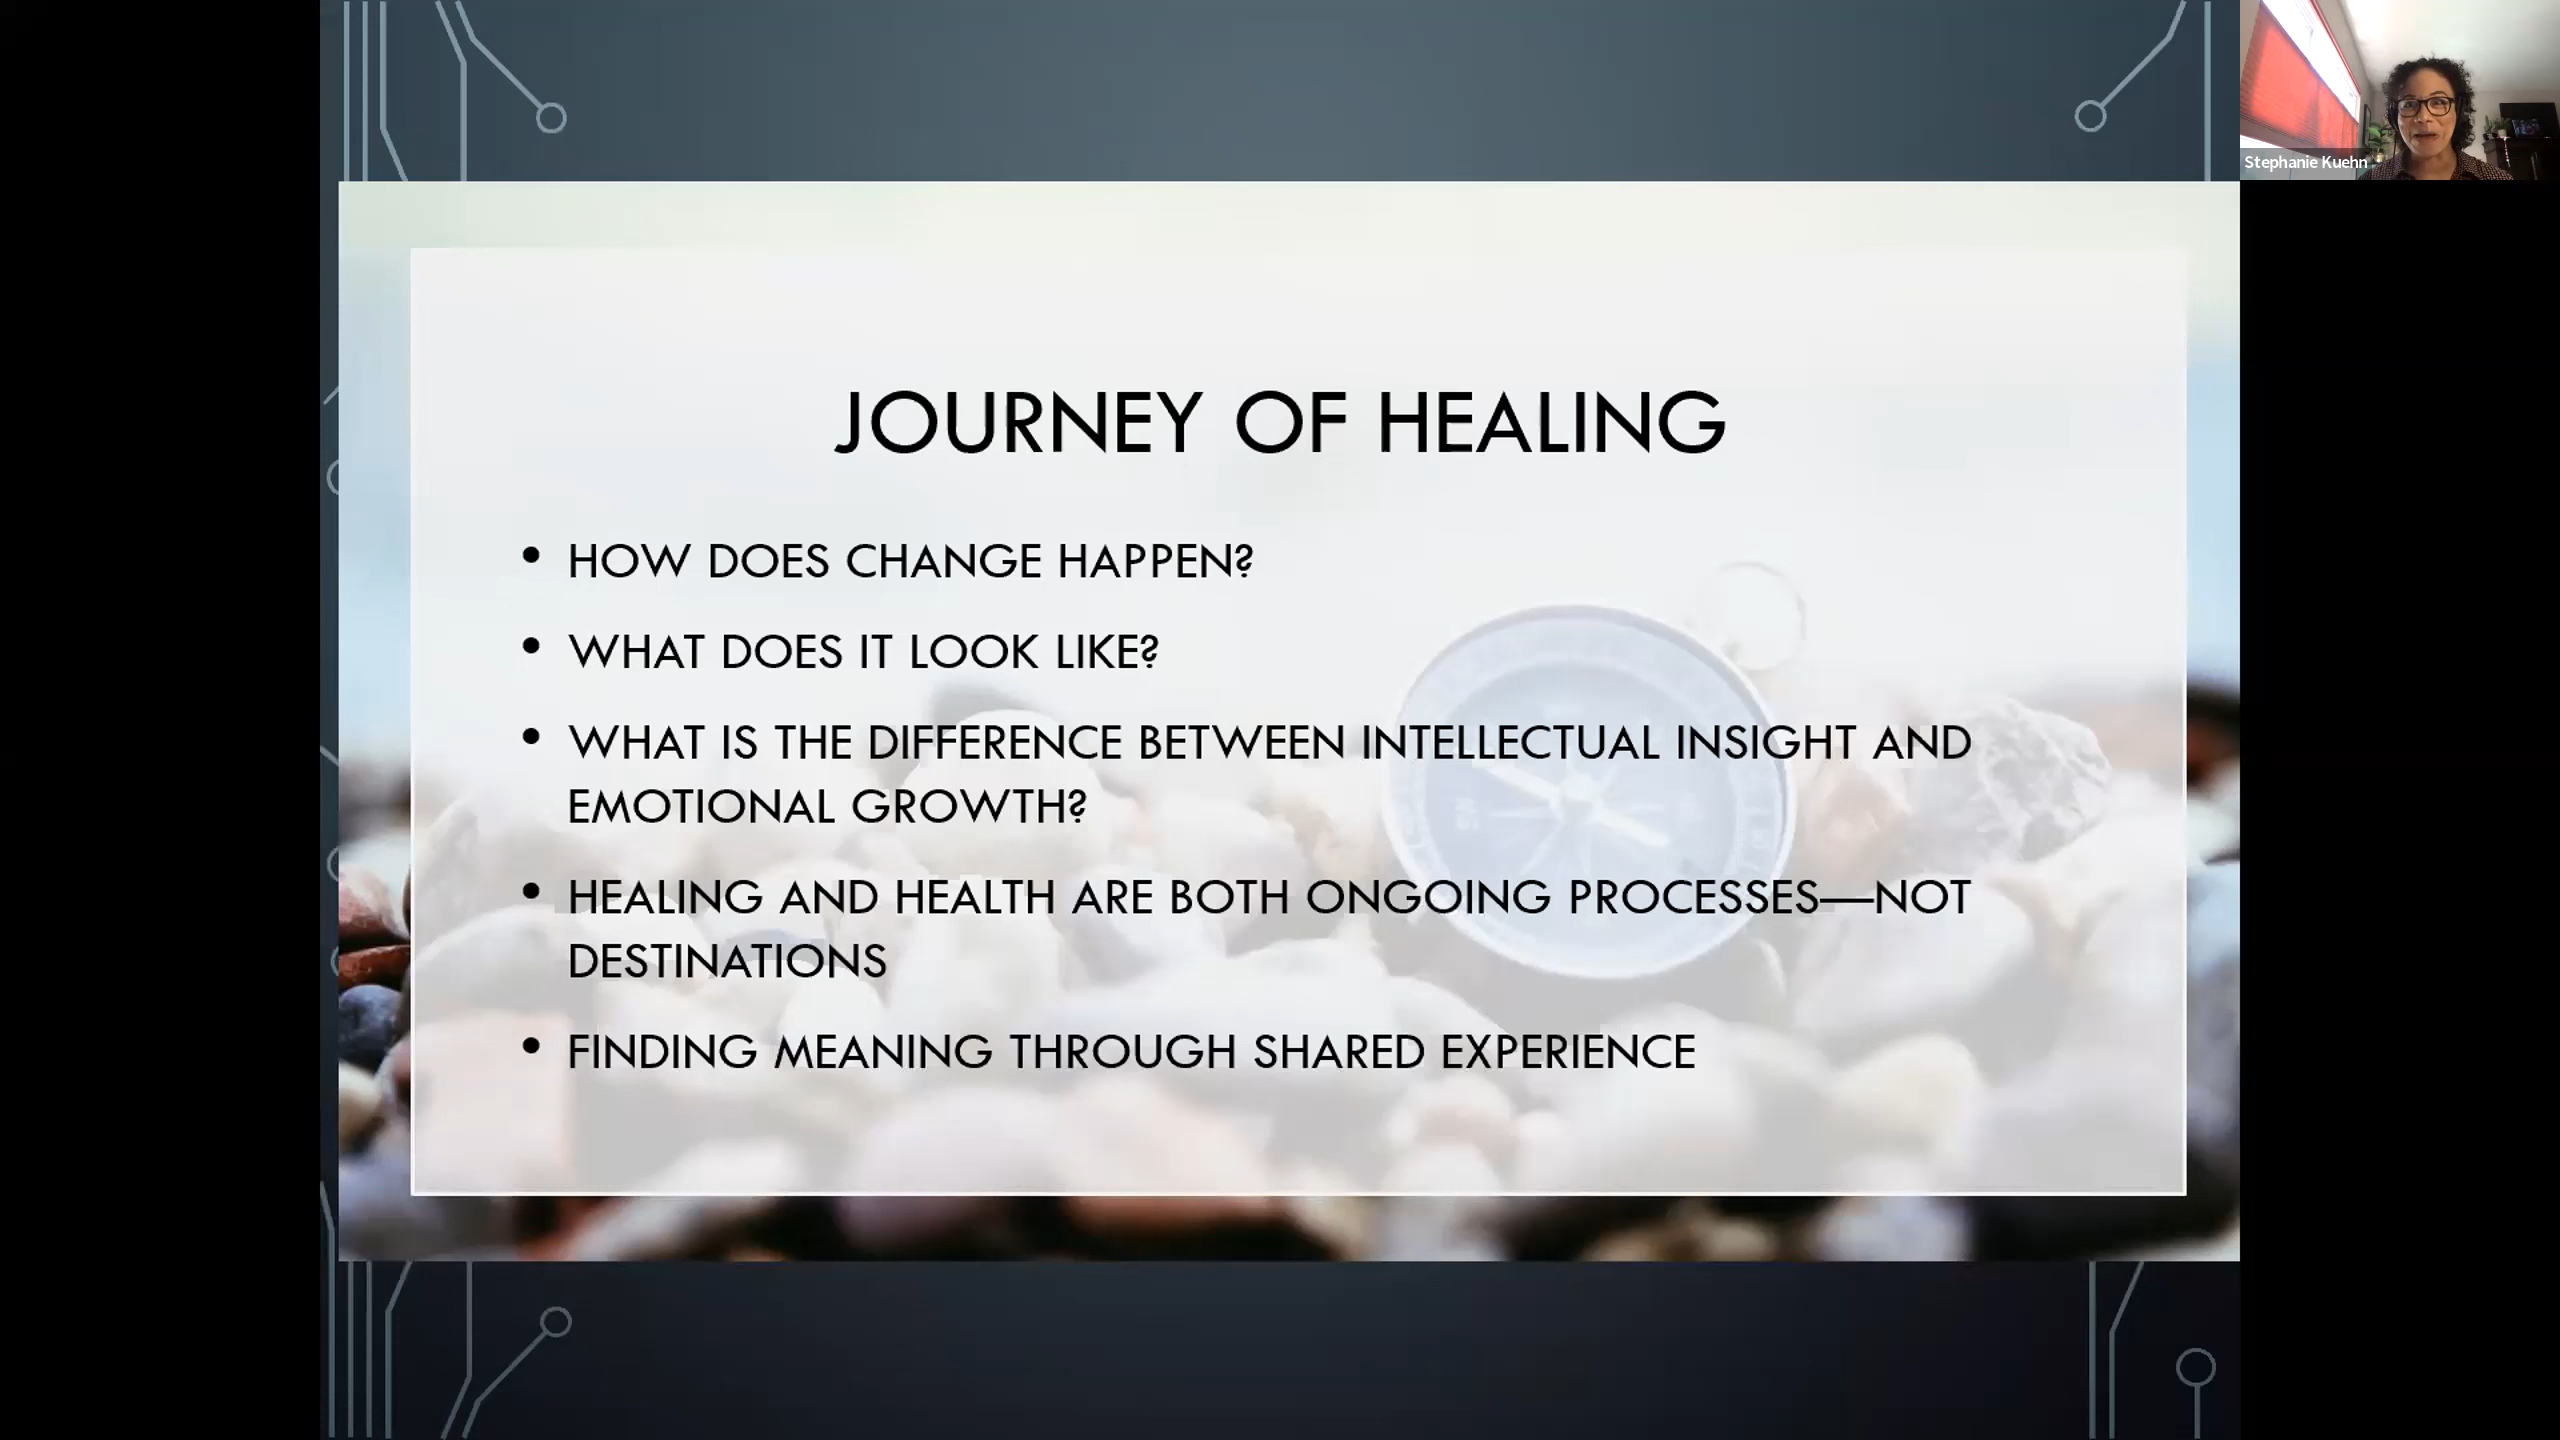 Stephanie Kuehn
JOURNEY OF HEALING
• HOW DOES CHANGE HAPPEN?
• WHAT DOES IT LOOK LIKE?
• WHAT IS THE DIFFERENCE BETWEEN INTELLECTUAL INSIGHT AND
EMOTIONAL GROWTH?
• HEALING AND HEALTH ARE BOTH ONGOING PROCESSES—NOT
DESTINATIONS
• FINDING MEANING THROUGH SHARED EXPERIENCE